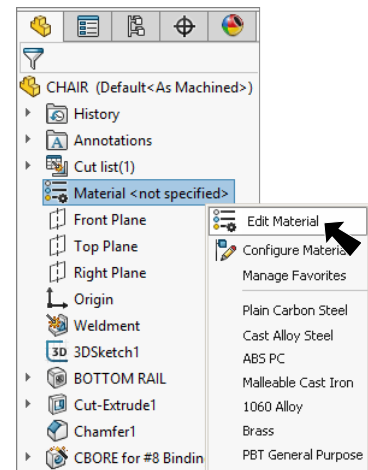 CHAIR (Default<As Machined>)
History
Annotations
Cut list(1)
Material <not specified>
Front Plane
Top Plane
Right Plane
Origin
Weldment
3D 3DSketch1
BOTTOM RAIL
Cut-Extrude1
Chamfer1
CBORE for #8 Bindin
Edit Material
Configure Material
Manage Favorites
Plain Carbon Steel
Cast Alloy Steel
ABS PC
Malleable Cast Iron
1060 Alloy
Brass
PBT General Purpose